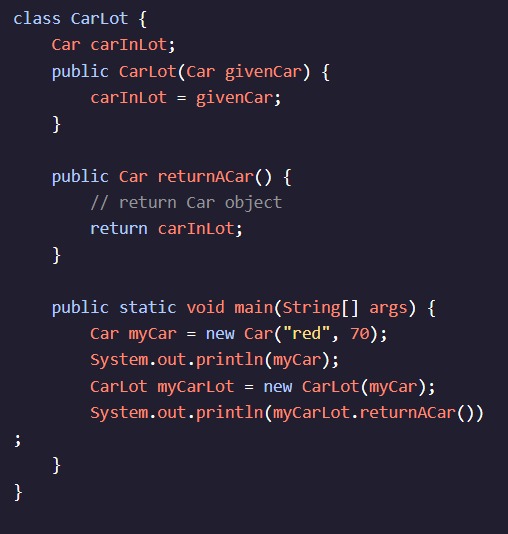 class CarLot {
    Car carInLot;
    public CarLot(Car givenCar) {
        carInLot = givenCar;
    }

    public Car returnACar() {
        // return Car object
        return carInLot;
    }

    public static void main(String[] args) {
        Car myCar = new Car("red", 70);
        System.out.println(myCar);
        CarLot myCarLot = new CarLot(myCar);
        System.out.println(myCarLot.returnACar())
;
    }
}